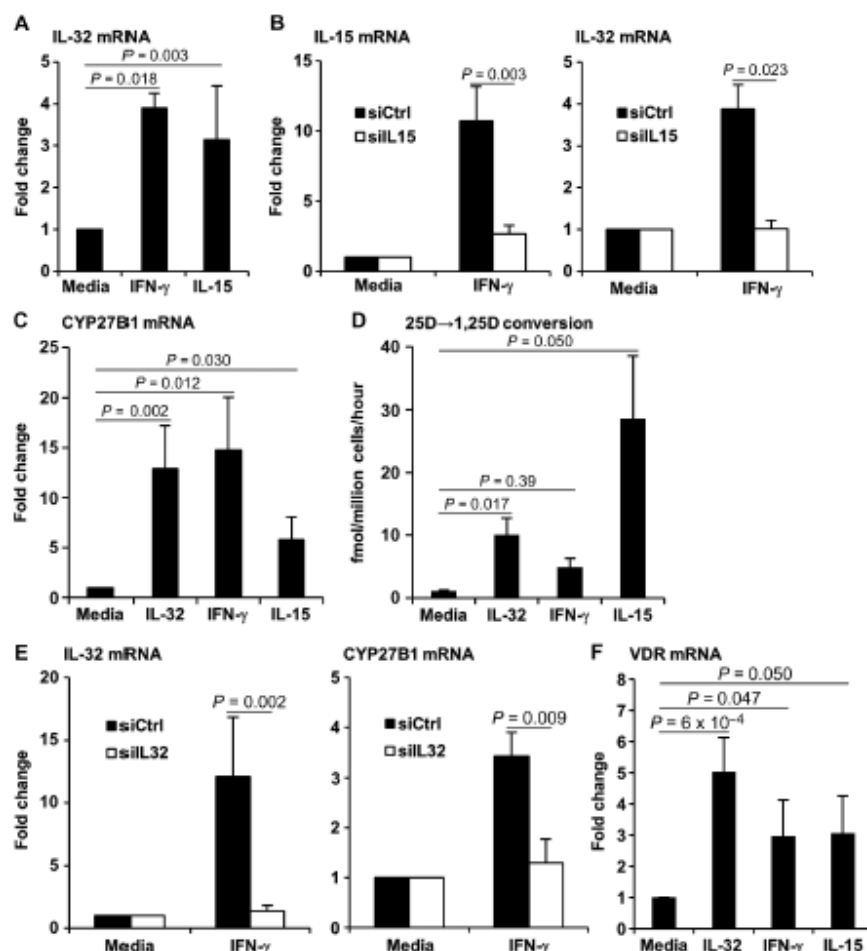 A
IL-32 mRNA
P = 0.003
P = 0.018
5
4
3
2
1
0
Fold change
Media IFN-γ IL-15
B
IL-15 mRNA
P = 0.003
siCtrl
siIL15
15
10
5
0
Fold change
Media IFN-γ
IL-32 mRNA
P = 0.023
siCtrl
siIL15
5
4
3
2
1
0
Media IFN-γ
C
CYP27B1 mRNA
P = 0.030
P = 0.012
P = 0.002
25
20
15
10
5
0
Fold change
Media IL-32 IFN-γ IL-15
D
25D→1,25D conversion
P = 0.050
P = 0.39
P = 0.017
40
30
20
10
0
fmol/million cells/hour
Media IL-32 IFN-γ IL-15
E
IL-32 mRNA
P = 0.002
siCtrl
siIL32
20
15
10
5
0
Fold change
Media IFN-γ
CYP27B1 mRNA
P = 0.009
siCtrl
siIL32
5
4
3
2
1
0
Media IFN-γ
F
VDR mRNA
P = 0.050
P = 0.047
P = 6 x 10⁻⁴
8
7
6
5
4
3
2
1
0
Fold change
Media IL-32 IFN-γ IL-15